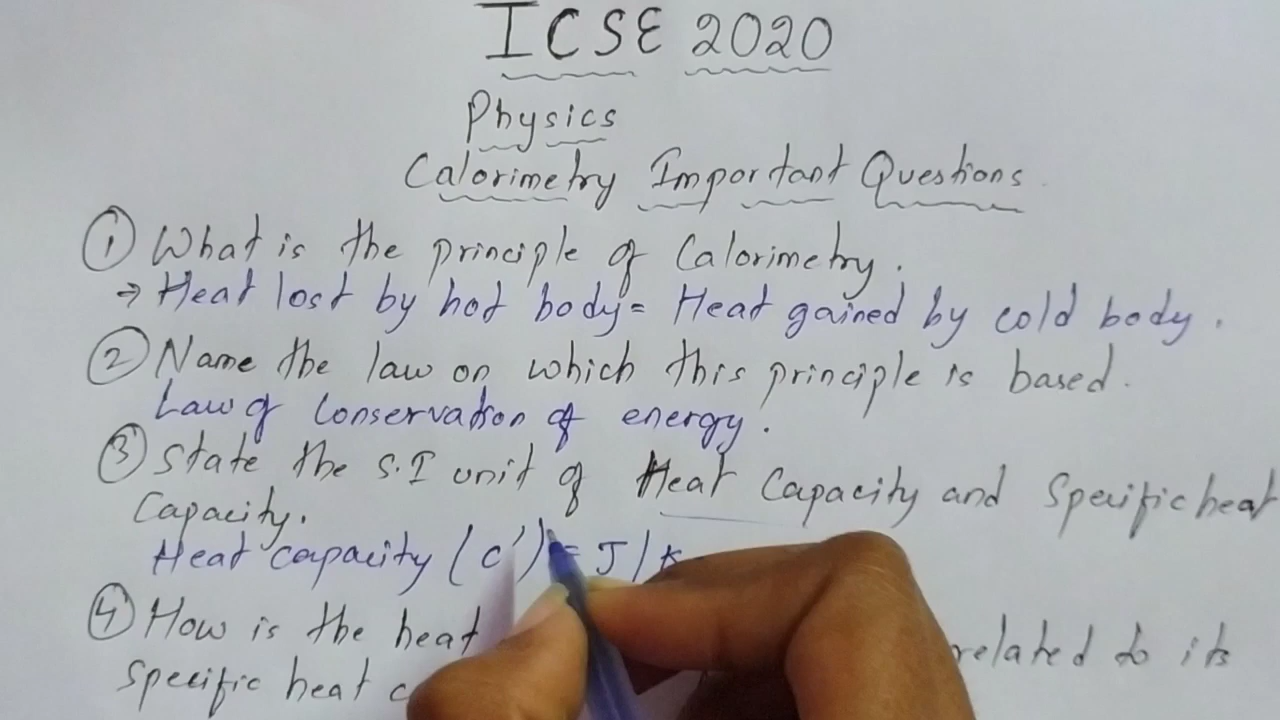 ICSE 2020
Physics
Calorimetry Important Questions
① What is the principle of Calorimetry.
→ Heat lost by hot body = Heat gained by cold body.
② Name the law on which this principle is based.
Law of Conservation of energy.
③ State the S.I unit of Heat Capacity and Specific heat
Capacity.
Heat capacity (c') = J/K
④ How is the heat related to its
Specific heat